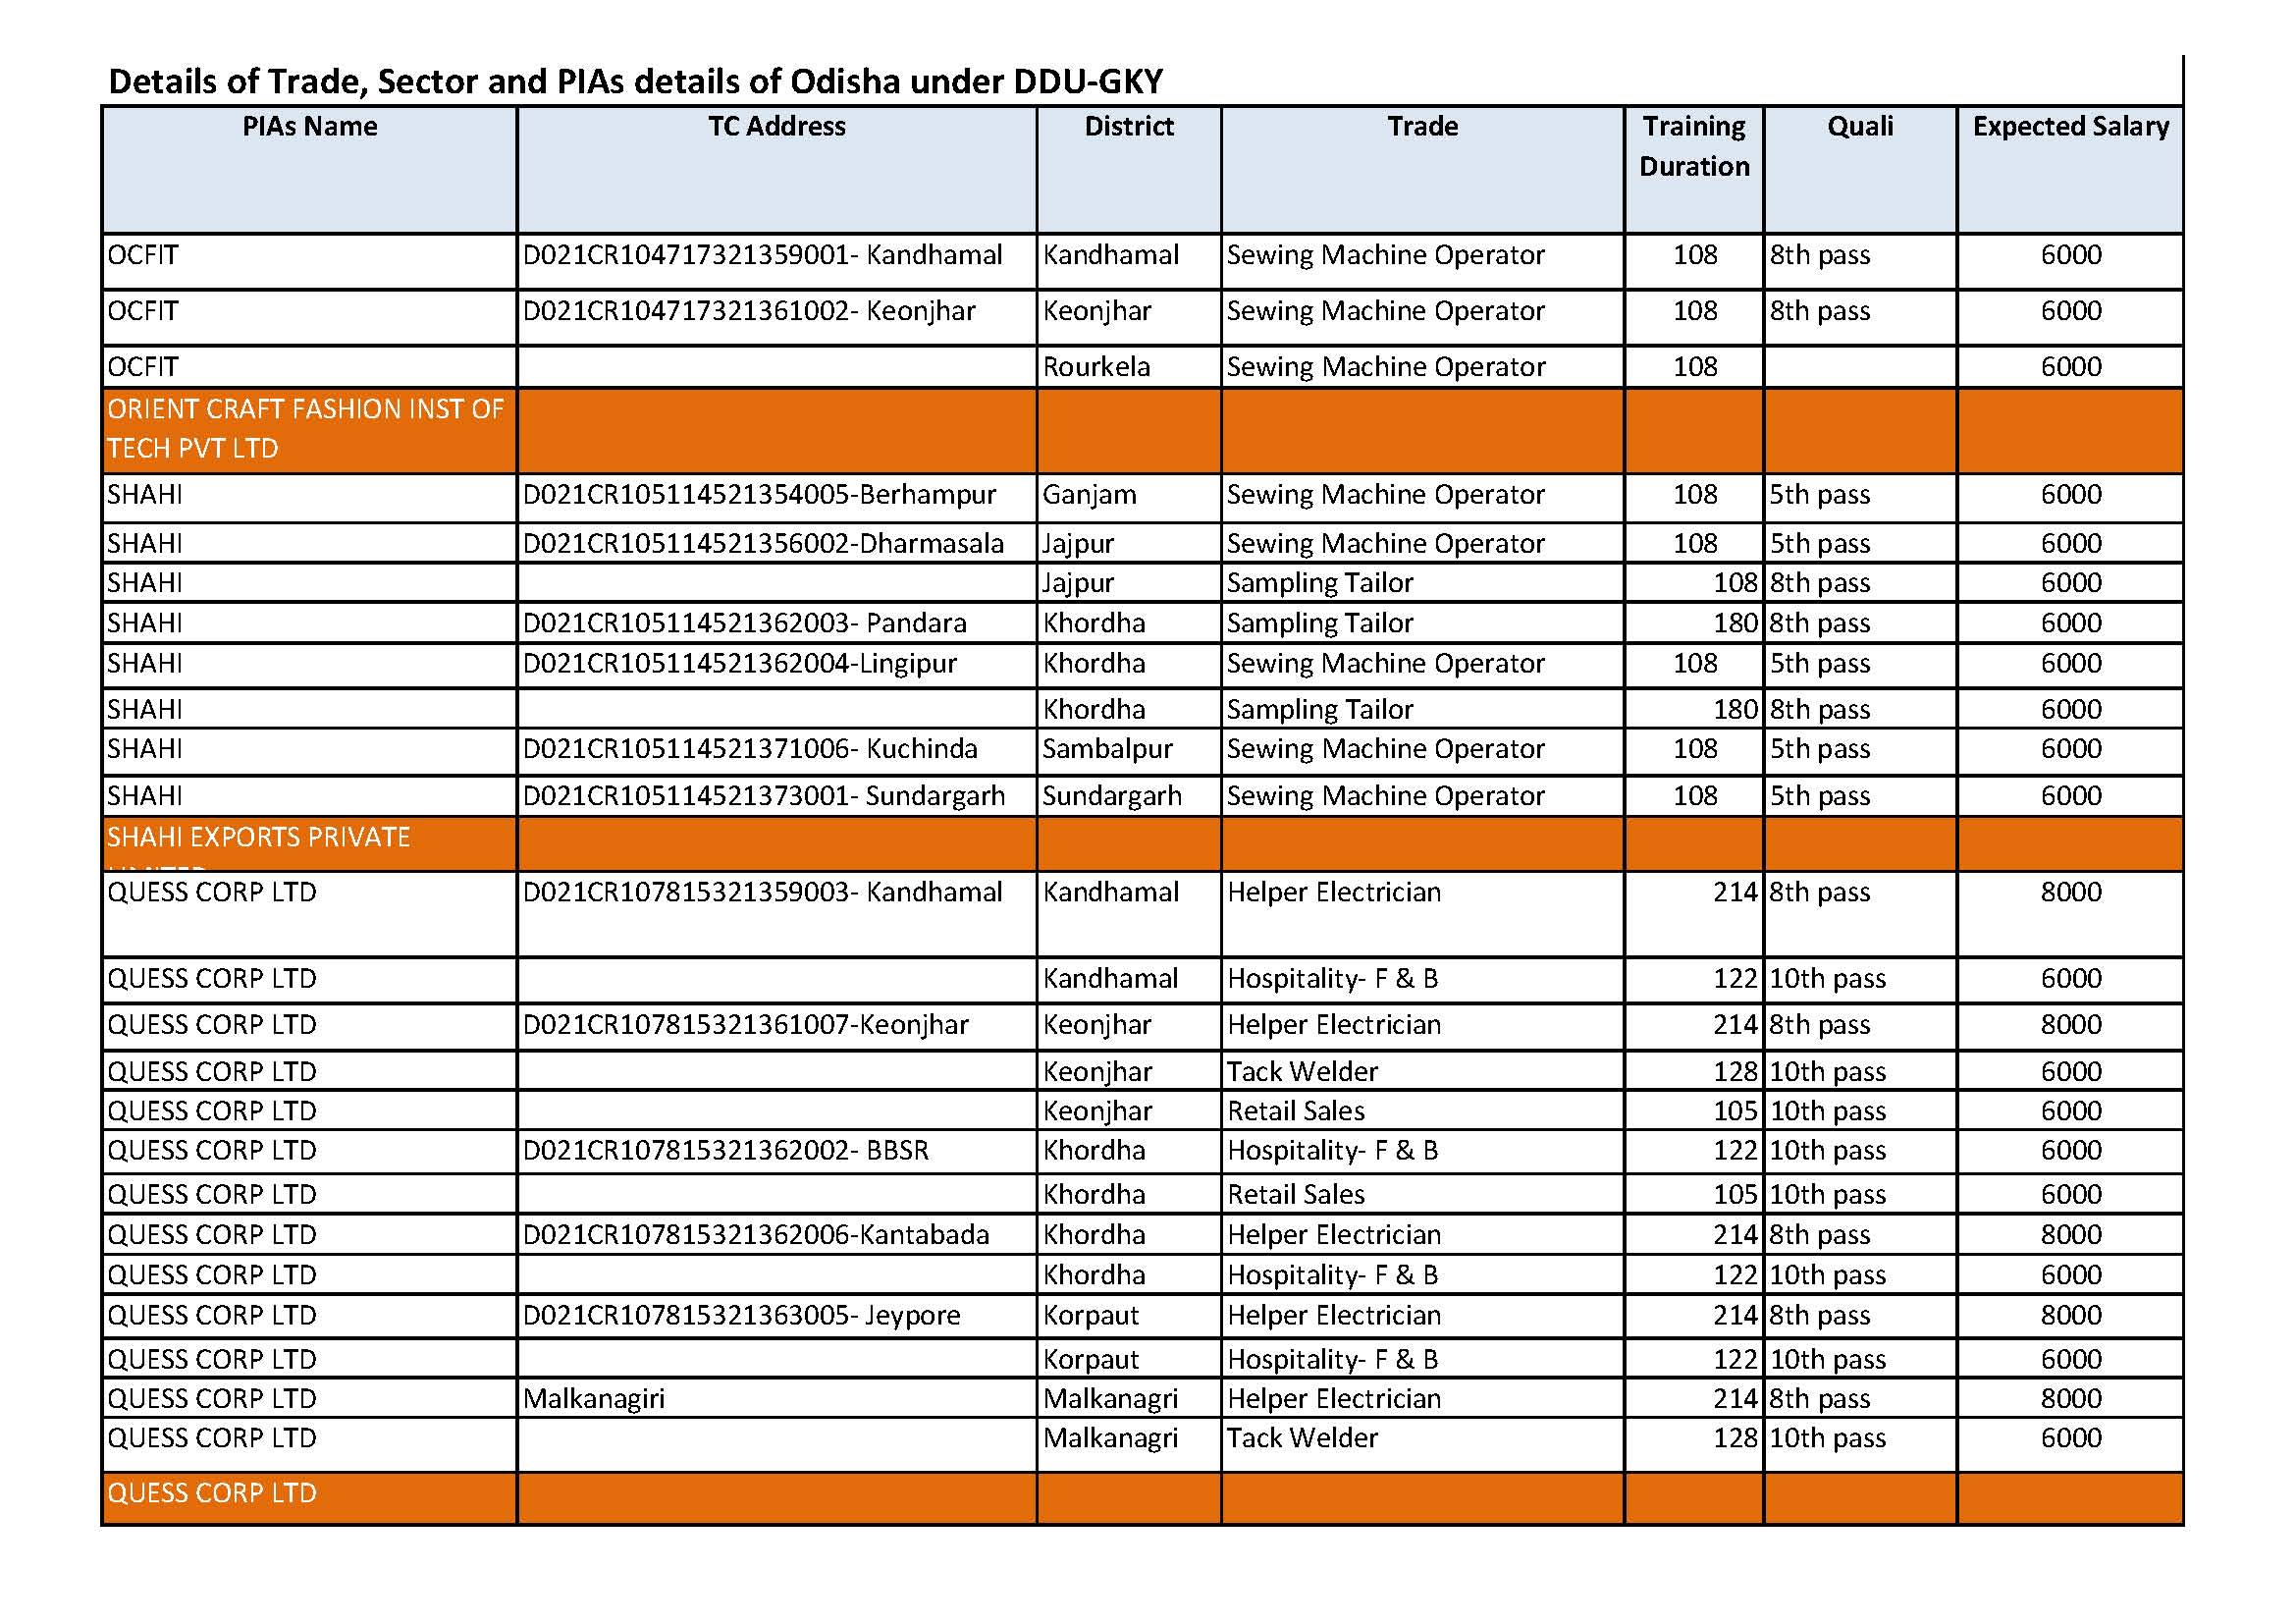 Details of Trade, Sector and PIAs details of Odisha under DDU-GKY
PIAs Name TC Address District Trade Training Duration Quali Expected Salary
OCFIT D021CR104717321359001- Kandhamal Kandhamal Sewing Machine Operator 108 8th pass 6000
OCFIT D021CR104717321361002- Keonjhar Keonjhar Sewing Machine Operator 108 8th pass 6000
OCFIT Rourkela Sewing Machine Operator 108 6000
ORIENT CRAFT FASHION INST OF
TECH PVT LTD
SHAHI D021CR105114521354005-Berhampur Ganjam Sewing Machine Operator 108 5th pass 6000
SHAHI D021CR105114521356002-Dharmasala Jajpur Sewing Machine Operator 108 5th pass 6000
SHAHI Jajpur Sampling Tailor 108 8th pass 6000
SHAHI D021CR105114521362003- Pandara Khordha Sampling Tailor 180 8th pass 6000
SHAHI D021CR105114521362004-Lingipur Khordha Sewing Machine Operator 108 5th pass 6000
SHAHI Khordha Sampling Tailor 180 8th pass 6000
SHAHI D021CR105114521371006- Kuchinda Sambalpur Sewing Machine Operator 108 5th pass 6000
SHAHI D021CR105114521373001- Sundargarh Sundargarh Sewing Machine Operator 108 5th pass 6000
SHAHI EXPORTS PRIVATE
QUESS CORP LTD D021CR107815321359003- Kandhamal Kandhamal Helper Electrician 214 8th pass 8000
QUESS CORP LTD Kandhamal Hospitality- F & B 122 10th pass 6000
QUESS CORP LTD D021CR107815321361007-Keonjhar Keonjhar Helper Electrician 214 8th pass 8000
QUESS CORP LTD Keonjhar Tack Welder 128 10th pass 6000
QUESS CORP LTD Keonjhar Retail Sales 105 10th pass 6000
QUESS CORP LTD D021CR107815321362002- BBSR Khordha Hospitality- F & B 122 10th pass 6000
QUESS CORP LTD Khordha Retail Sales 105 10th pass 6000
QUESS CORP LTD D021CR107815321362006-Kantabada Khordha Helper Electrician 214 8th pass 8000
QUESS CORP LTD Khordha Hospitality- F & B 122 10th pass 6000
QUESS CORP LTD D021CR107815321363005- Jeypore Korpaut Helper Electrician 214 8th pass 8000
QUESS CORP LTD Korpaut Hospitality- F & B 122 10th pass 6000
QUESS CORP LTD Malkanagiri Malkanagri Helper Electrician 214 8th pass 8000
QUESS CORP LTD Malkanagri Tack Welder 128 10th pass 6000
QUESS CORP LTD